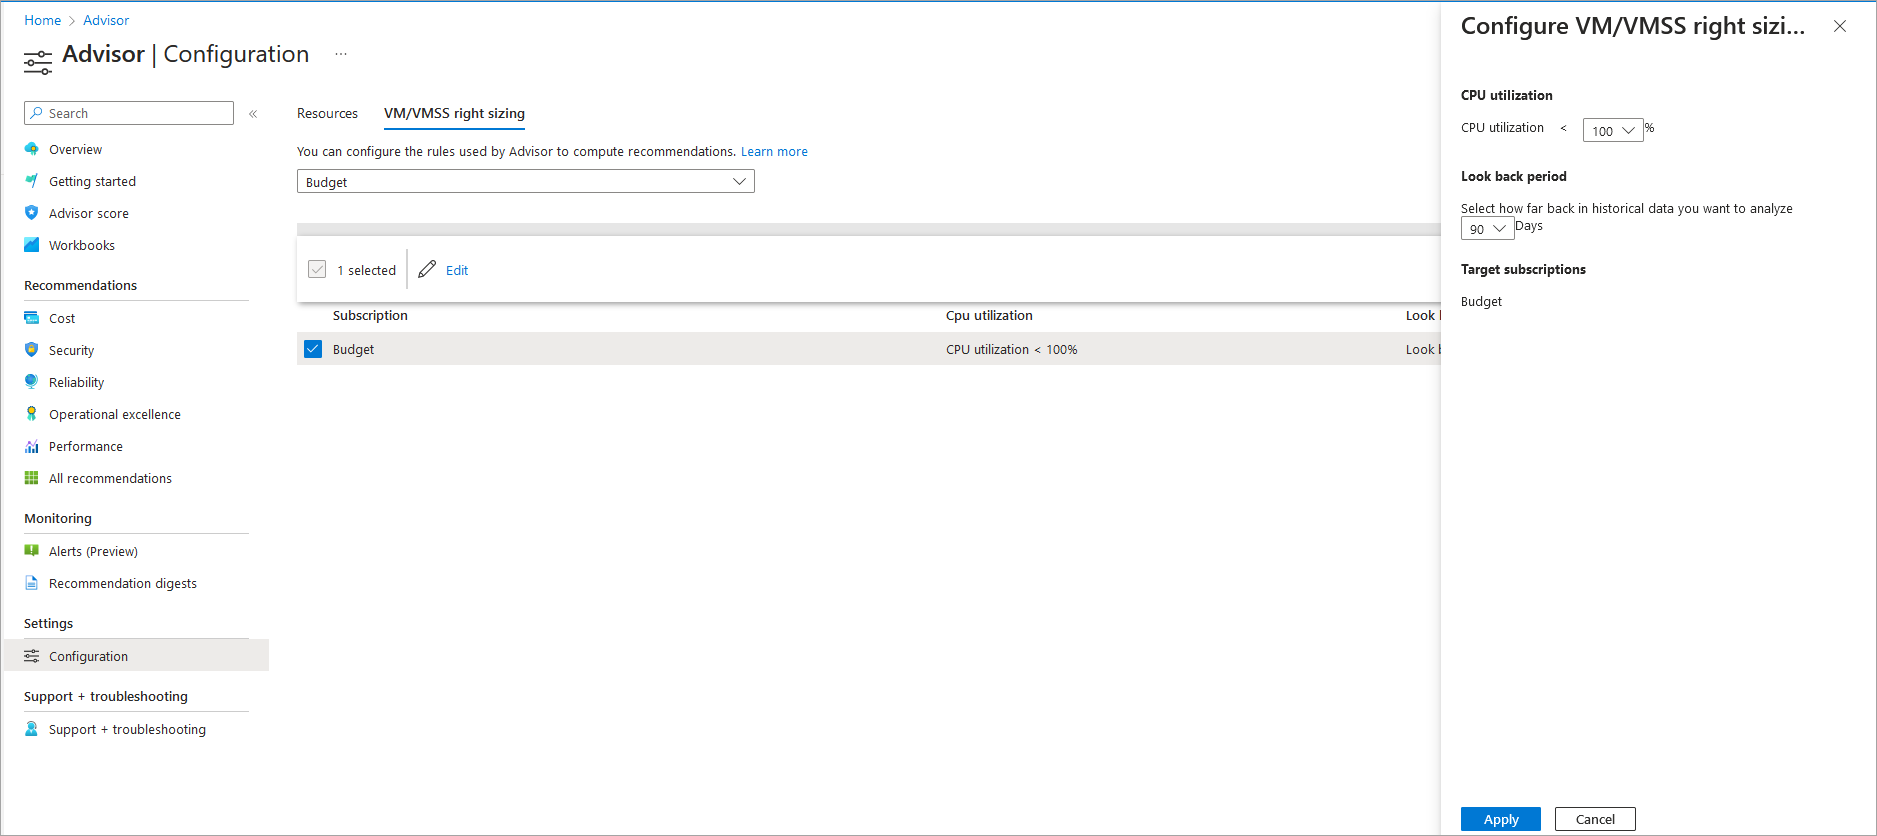 Home > Advisor
Advisor | Configuration ...
Search «
Overview
Getting started
Advisor score
Workbooks
Recommendations
Cost
Security
Reliability
Operational excellence
Performance
All recommendations
Monitoring
Alerts (Preview)
Recommendation digests
Settings
Configuration
Support + troubleshooting
Support + troubleshooting
Resources VM/VMSS right sizing
You can configure the rules used by Advisor to compute recommendations. Learn more
Budget
1 selected Edit
Subscription Cpu utilization Look
Budget CPU utilization < 100% Look
Configure VM/VMSS right sizi...
CPU utilization
CPU utilization < 100 %
Look back period
Select how far back in historical data you want to analyze
90 Days
Target subscriptions
Budget
Apply Cancel